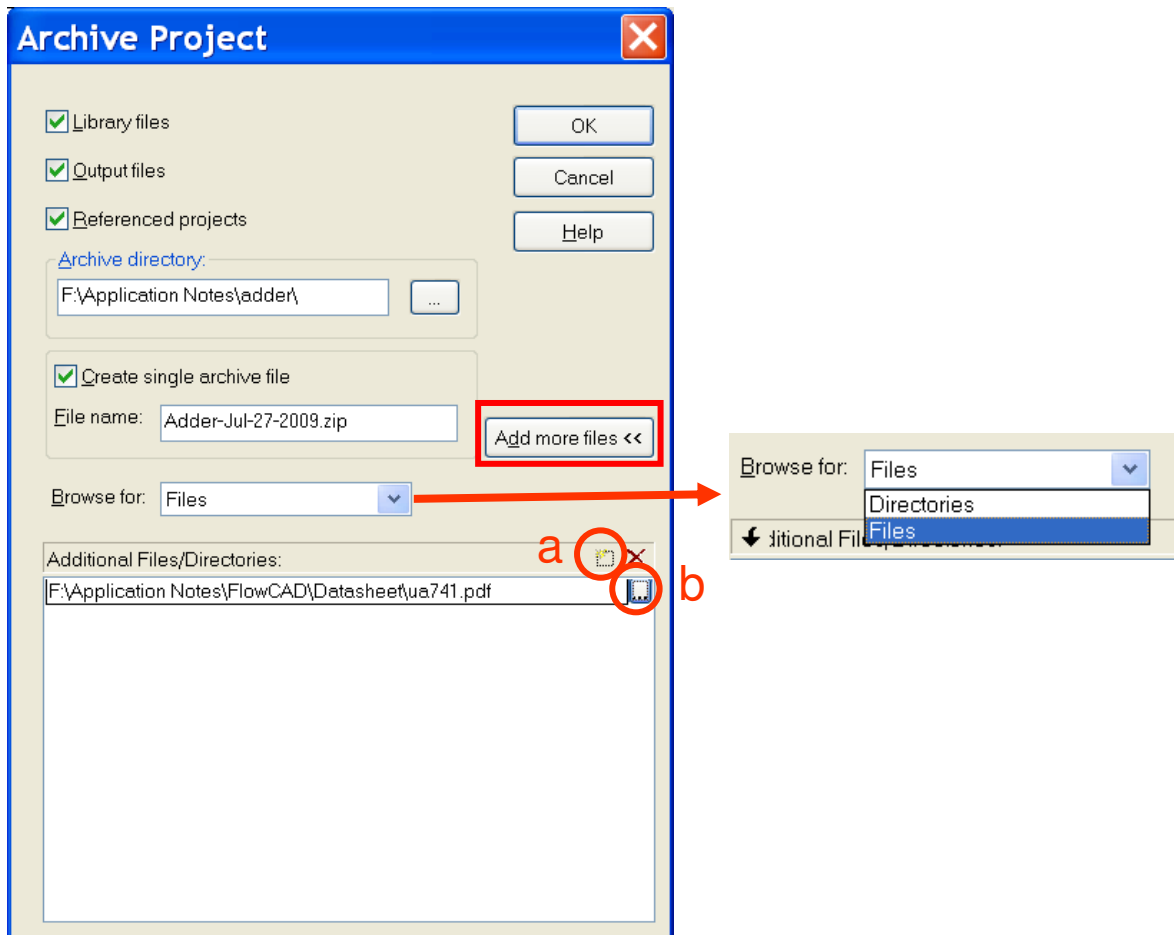 Archive Project
Library files
OK
Output files
Cancel
Referenced projects
Help
Archive directory:
F:\Application Notes\adder\
...
Create single archive file
File name:
Adder-Jul-27-2009.zip
Add more files <<
Browse for:
Files
Additional Files/Directories:
a
F:\Application Notes\FlowCAD\Datasheet\ua741.pdf
...
b
Browse for:
Files
Directories
Files
ditional Fil